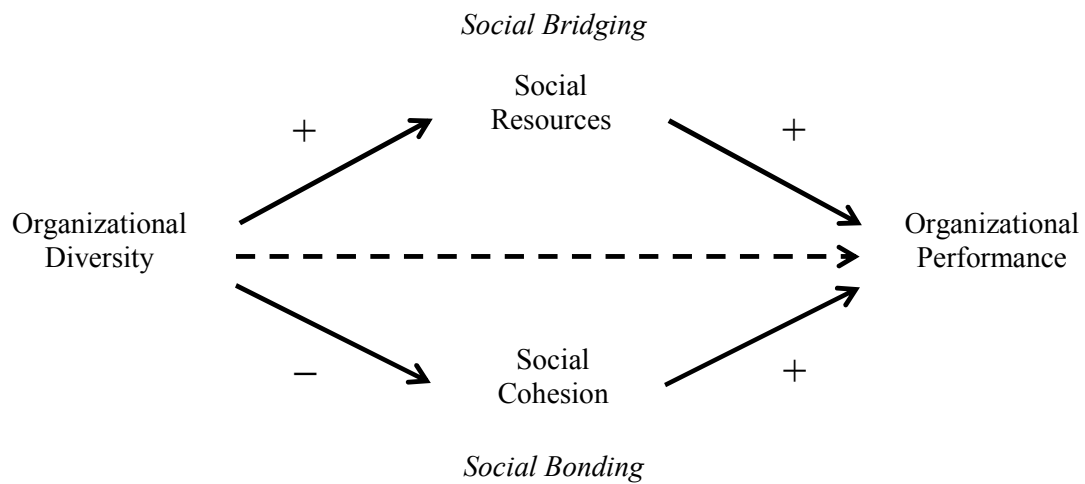 Social Bridging
Social
Resources
+
+
Organizational
Diversity
Organizational
Performance
−
Social
Cohesion
+
Social Bonding